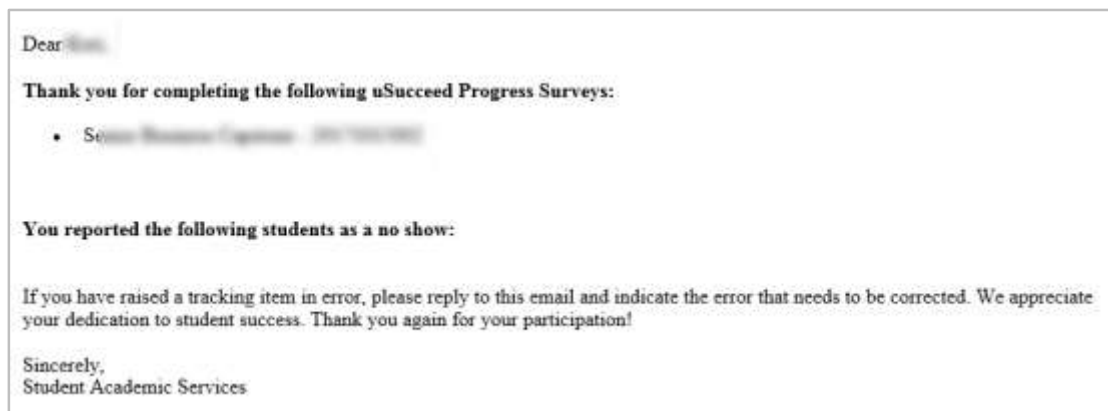 Dear
Thank you for completing the following uSucceed Progress Surveys:
•
You reported the following students as a no show:
If you have raised a tracking item in error, please reply to this email and indicate the error that needs to be corrected. We appreciate
your dedication to student success. Thank you again for your participation!
Sincerely,
Student Academic Services